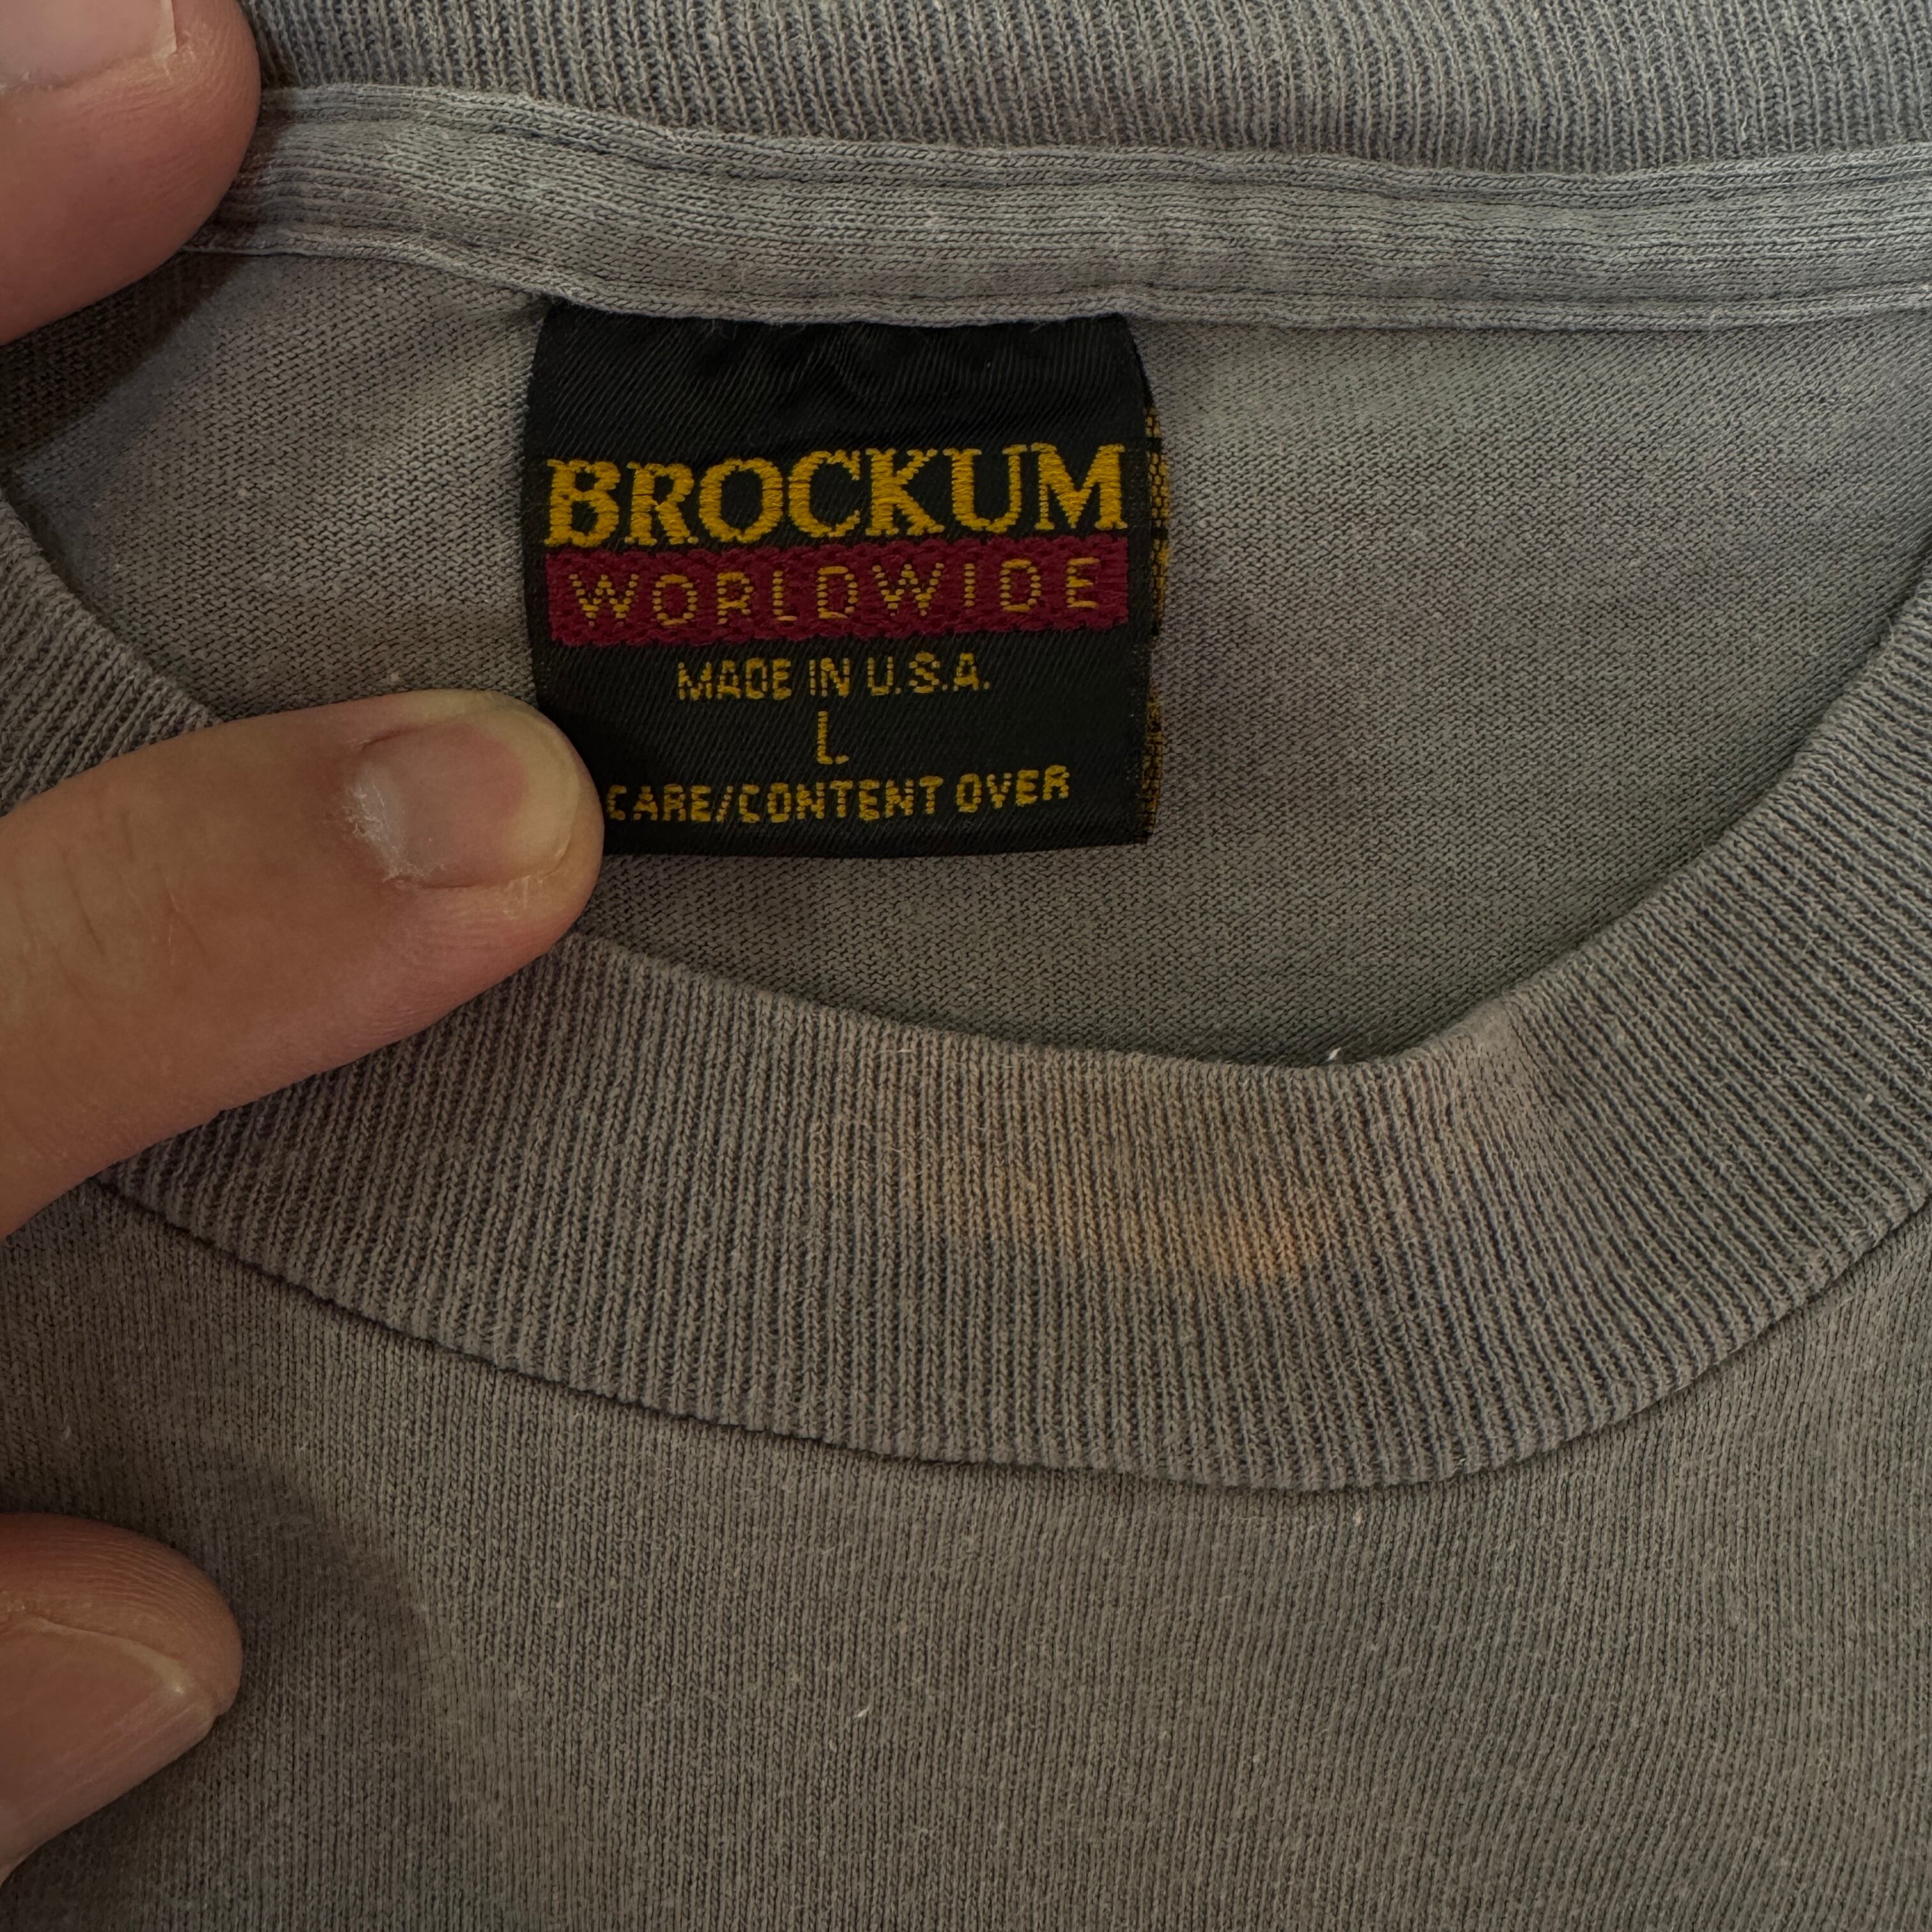 BROCKUM
WORLDWIDE
MADE IN U.S.A.
L
CARE/CONTENT OVER